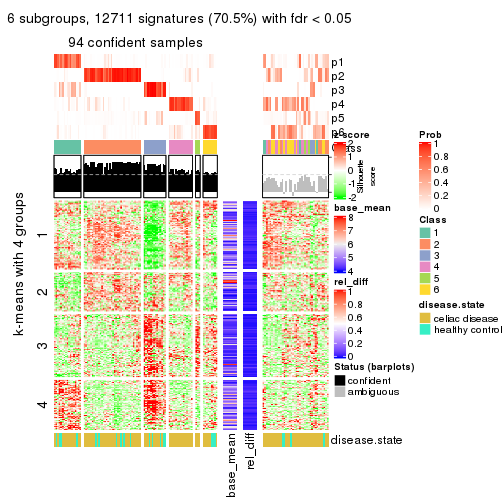 6 subgroups, 12711 signatures (70.5%) with fdr < 0.05
94 confident samples
p1
p2
p3
p4
p5
p6
Class
z-score
2
1
0
-1
-2
Silhouette
score
base_mean
8
7
6
5
4
rel_diff
1
0.8
0.6
0.4
0.2
0
Status (barplots)
confident
ambiguous
Prob
1
0.8
0.6
0.4
0.2
0
Class
1
2
3
4
5
6
disease.state
celiac disease
healthy control
k-means with 4 groups
1
2
3
4
disease.state
base_mean
rel_diff